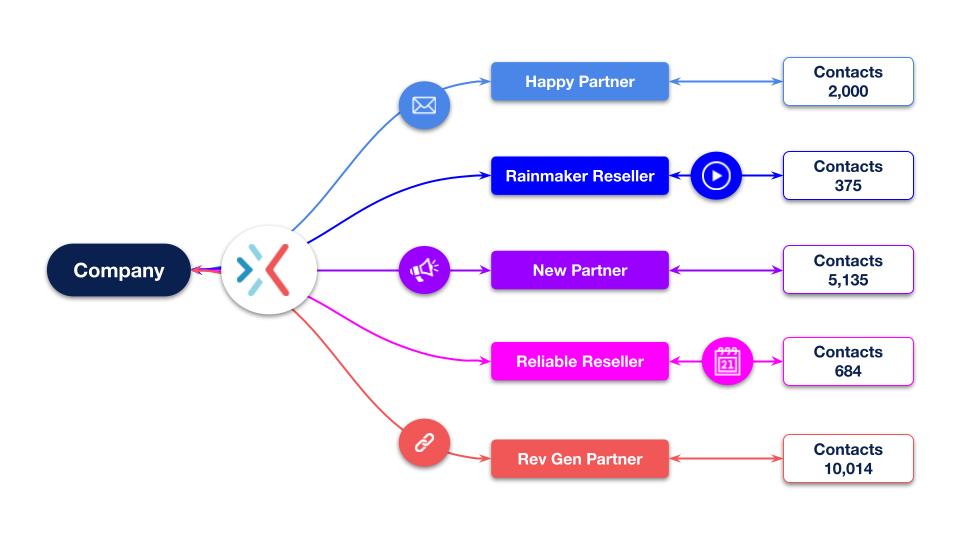 Happy Partner
Contacts
2,000
Rainmaker Reseller
Contacts
375
Company
New Partner
Contacts
5,135
Reliable Reseller
21
Contacts
684
Rev Gen Partner
Contacts
10,014